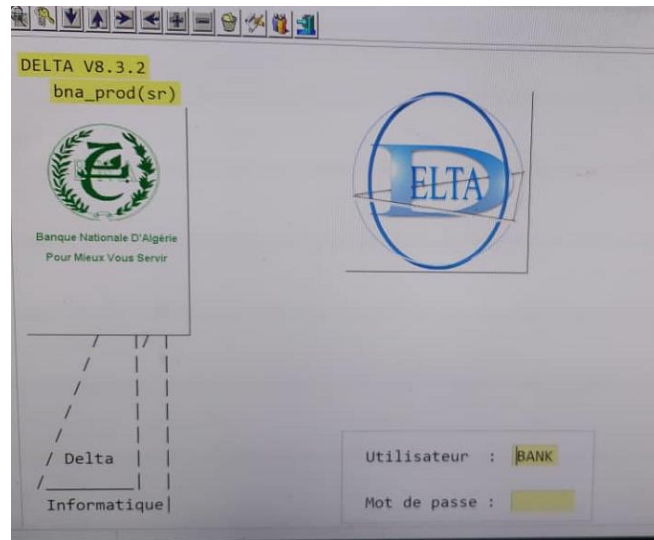 DELTA V8.3.2
bna_prod(sr)
Banque Nationale D'Algérie
Pour Mieux Vous Servir
DELTA
Delta
Informatique
Utilisateur : BANK
Mot de passe :